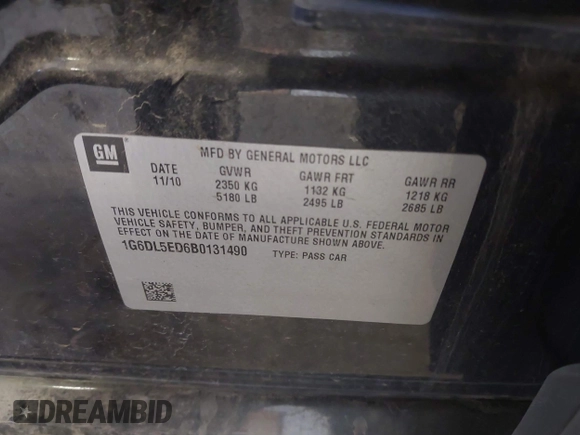 GM
MFD BY GENERAL MOTORS LLC
DATE GVWR GAWR FRT GAWR RR
11/10 2350 KG 1132 KG 1218 KG
5180 LB 2495 LB 2685 LB
THIS VEHICLE CONFORMS TO ALL APPLICABLE U.S. FEDERAL MOTOR
VEHICLE SAFETY, BUMPER, AND THEFT PREVENTION STANDARDS IN
EFFECT ON THE DATE OF MANUFACTURE SHOWN ABOVE.
1G6DL5ED6B0131490 TYPE: PASS CAR
DREAMBID